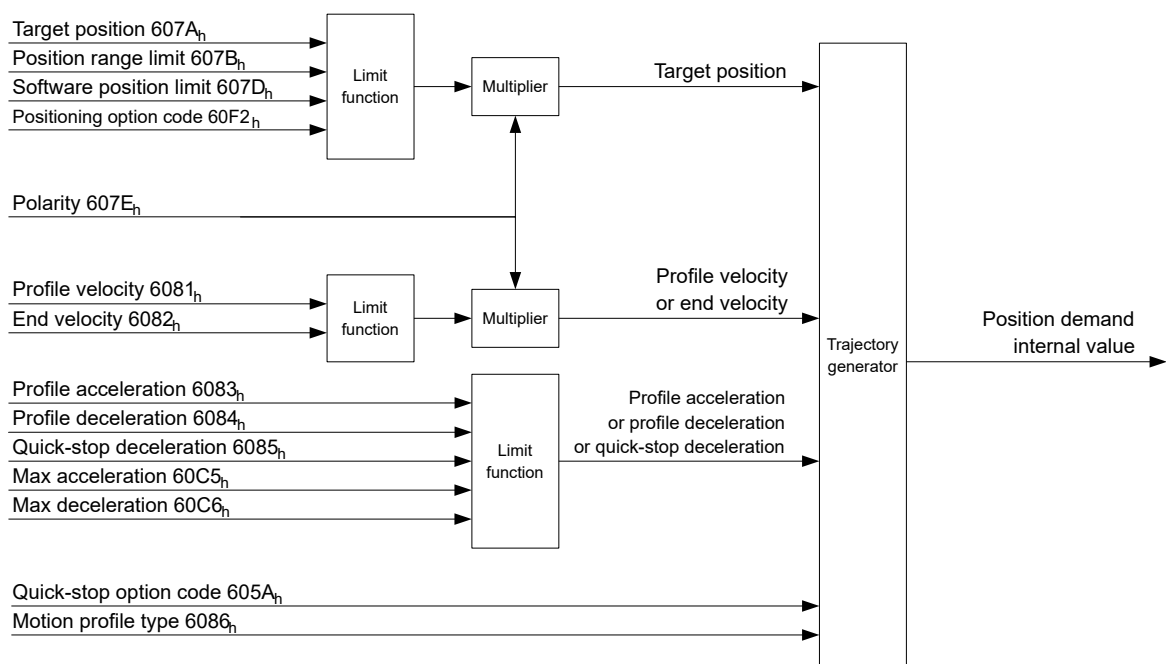 Target position 607Ah
Position range limit 607Bh
Software position limit 607Dh
Positioning option code 60F2h
Limit
function
Multiplier
Target position
Polarity 607Eh
Profile velocity 6081h
End velocity 6082h
Limit
function
Multiplier
Profile velocity
or end velocity
Profile acceleration 6083h
Profile deceleration 6084h
Quick-stop deceleration 6085h
Max acceleration 60C5h
Max deceleration 60C6h
Limit
function
Profile acceleration
or profile deceleration
or quick-stop deceleration
Quick-stop option code 605Ah
Motion profile type 6086h
Trajectory
generator
Position demand
internal value